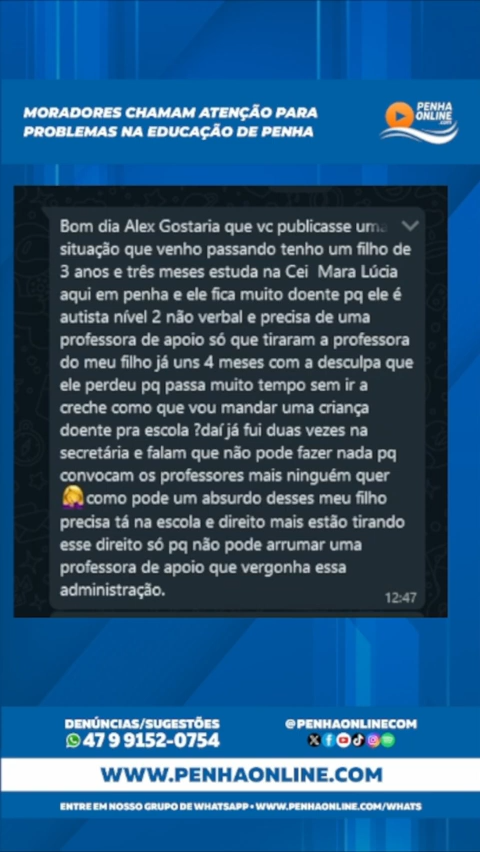 MORADORES CHAMAM ATENÇÃO PARA
PROBLEMAS NA EDUCAÇÃO DE PENHA
PENHA
ONLINE
.com
Bom dia Alex Gostaria que vc publicasse uma
situação que venho passando tenho um filho de
3 anos e três meses estuda na Cei Mara Lúcia
aqui em penha e ele fica muito doente pq ele é
autista nível 2 não verbal e precisa de uma
professora de apoio só que tiraram a professora
do meu filho já uns 4 meses com a desculpa que
ele perdeu pq passa muito tempo sem ir a
creche como que vou mandar uma criança
doente pra escola ?daí já fui duas vezes na
secretária e falam que não pode fazer nada pq
convocam os professores mais ninguém quer
🤦‍♀️como pode um absurdo desses meu filho
precisa tá na escola e direito mais estão tirando
esse direito só pq não pode arrumar uma
professora de apoio que vergonha essa
administração.
12:47
DENÚNCIAS/SUGESTÕES
47 9 9152-0754
@PENHAONLINECOM
WWW.PENHAONLINE.COM
ENTRE EM NOSSO GRUPO DE WHATSAPP • WWW.PENHAONLINE.COM/WHATS